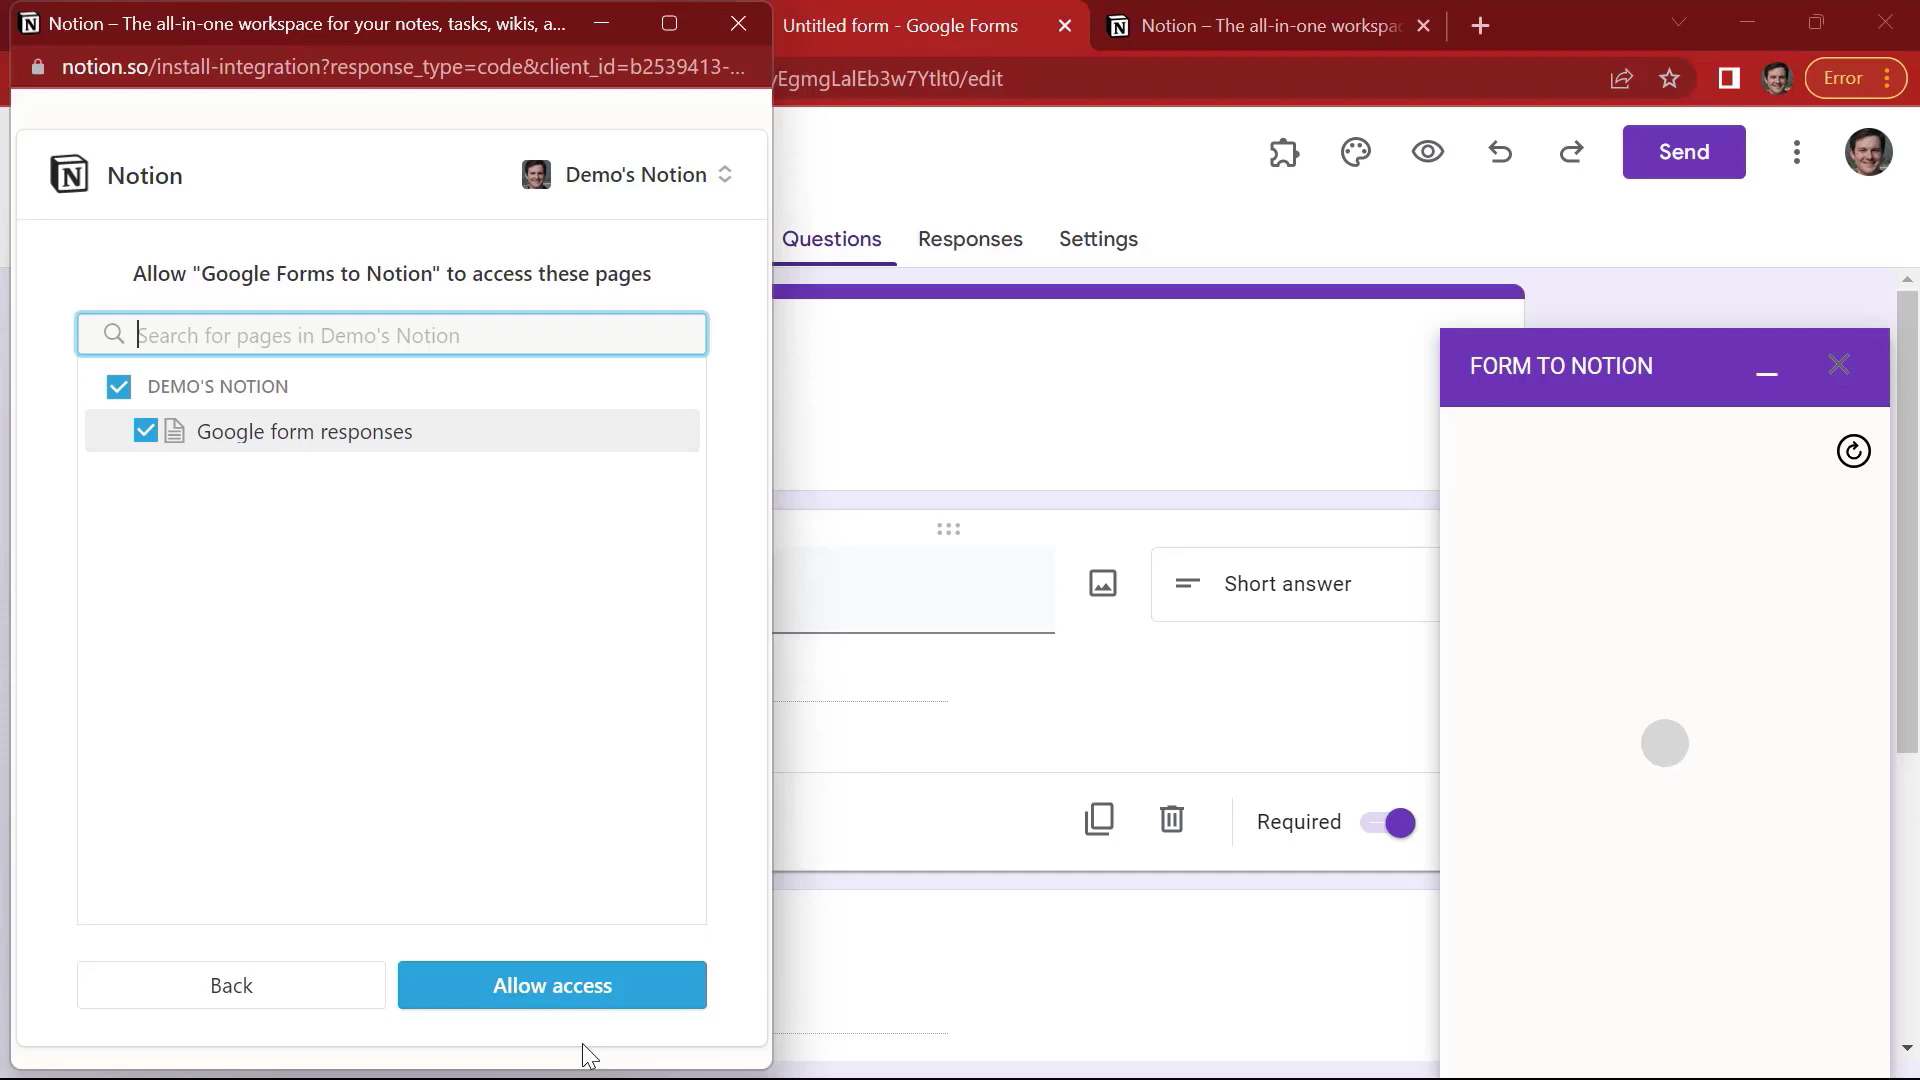 Notion – The all-in-one workspace for your notes, tasks, wikis, a...
notion.so/install-integration?response_type=code&client_id=b2539413-...
Notion
Demo's Notion
Allow "Google Forms to Notion" to access these pages
Search for pages in Demo's Notion
DEMO'S NOTION
Google form responses
Back
Allow access
Untitled form - Google Forms
Notion – The all-in-one workspac
EgmgLalEb3w7Ytlt0/edit
Error
Send
Questions
Responses
Settings
Short answer
Required
FORM TO NOTION